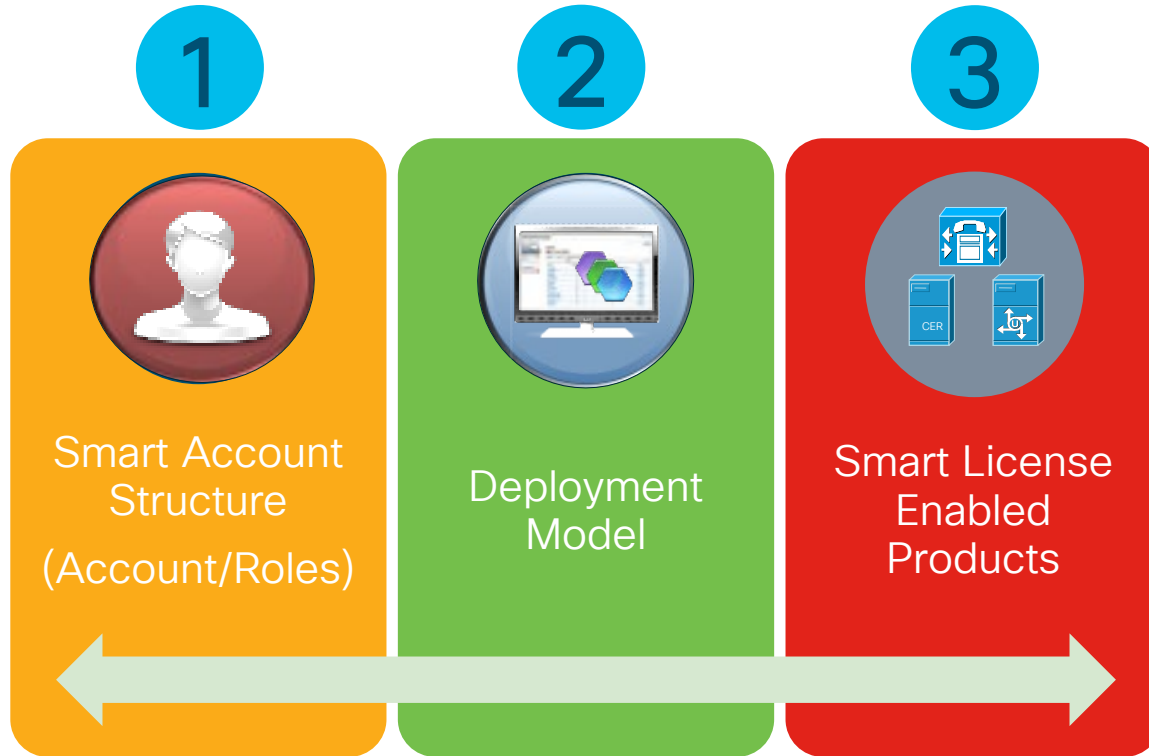 1
2
3
Smart Account
Structure
(Account/Roles)
Deployment
Model
CER
U
Smart License
Enabled
Products